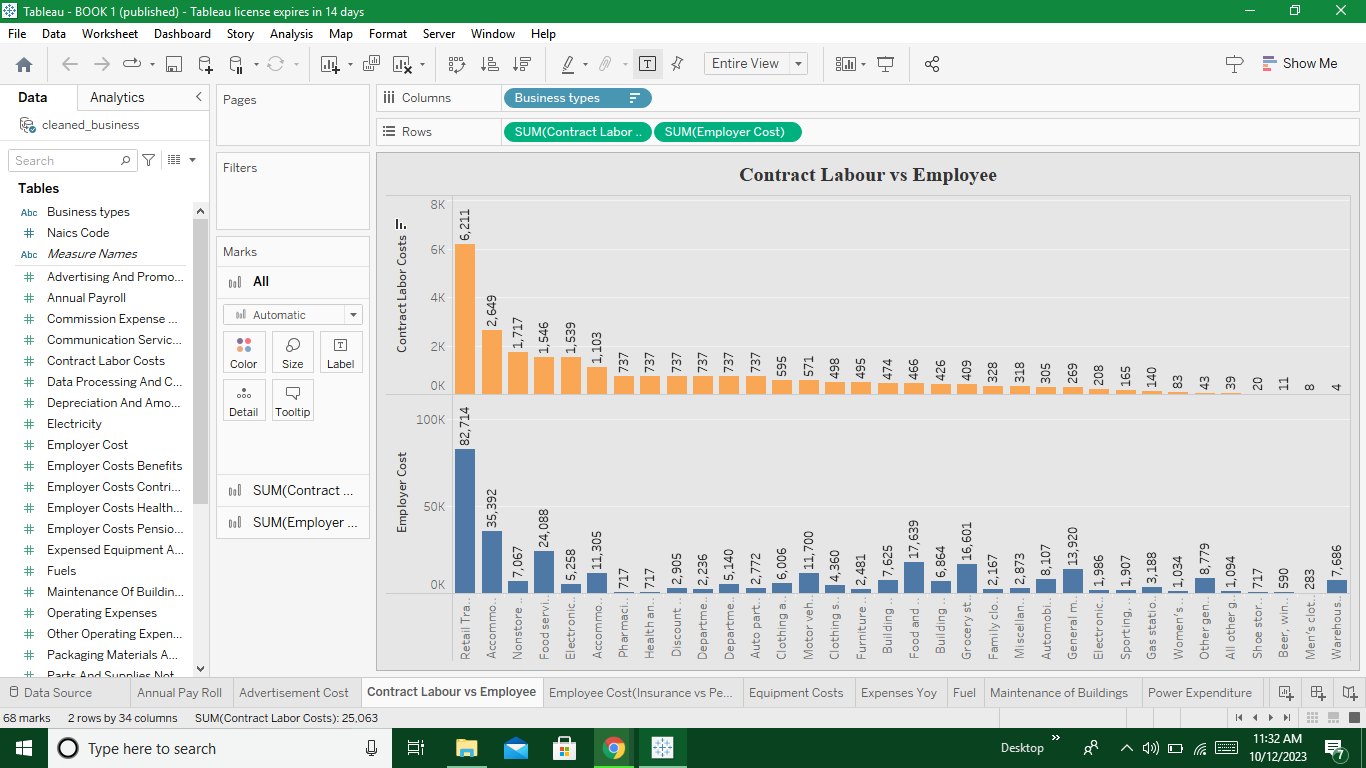 Tableau - BOOK 1 (published) - Tableau license expires in 14 days
File Data Worksheet Dashboard Story Analysis Map Format Server Window Help
Entire View
Show Me
Data Analytics
cleaned_business
Search
Tables
Abc Business types
# Naics Code
Abc Measure Names
# Advertising And Promo...
# Annual Payroll
# Commission Expense ...
# Communication Servic...
# Contract Labor Costs
# Data Processing And C...
# Depreciation And Amo...
# Electricity
# Employer Cost
# Employer Costs Benefits
# Employer Costs Contri...
# Employer Costs Health...
# Employer Costs Pensio...
# Expensed Equipment A...
# Fuels
# Maintenance Of Buildin...
# Operating Expenses
# Other Operating Expen...
# Packaging Materials A...
# Parts And Supplies Not
Pages
Filters
Marks
All
Automatic
Color Size Label
Detail Tooltip
SUM(Contract ...
SUM(Employer ...
Columns Business types
Rows SUM(Contract Labor .. SUM(Employer Cost)
Contract Labour vs Employee
Contract Labor Costs
8K
6K
4K
2K
0K
6,211 2,649 1,717 1,546 1,539 1,103 737 737 737 737 737 737 595 571 498 495 474 466 426 409 328 318 305 269 208 165 140 83 43 39 20 11 8 4
Employer Cost
100K
50K
0K
82,714 35,392 7,067 24,088 5,258 11,305 717 717 2,905 2,236 5,140 2,772 6,006 11,700 4,360 2,481 7,625 17,639 6,864 16,601 2,167 2,873 8,107 13,920 1,986 1,907 3,188 1,034 8,779 1,094 717 590 283 7,686
Retail Tra.. Accommo.. Nonstore .. Food servi.. Electronic.. Accommo.. Pharmaci.. Health an.. Discount .. Departme.. Departme.. Auto part.. Clothing a.. Motor veh.. Clothing s.. Furniture .. Building .. Food and .. Building .. Grocery st.. Family clo.. Miscellan.. Automobi.. General m.. Electronic.. Sporting, .. Gas statio.. Women's .. Other gen.. All other g.. Shoe stor.. Beer, win.. Men's clot.. Warehous..
Data Source Annual Pay Roll Advertisement Cost Contract Labour vs Employee Employee Cost(Insurance vs Pe... Equipment Costs Expenses Yoy Fuel Maintenance of Buildings Power Expenditure
68 marks 2 rows by 34 columns SUM(Contract Labor Costs): 25,063
Type here to search
Desktop
11:32 AM
10/12/2023
7